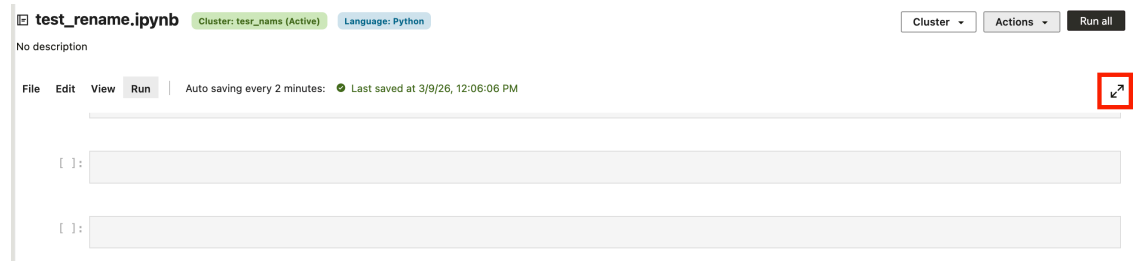 test_rename.ipynb Cluster: tesr_nams (Active) Language: Python Cluster Actions Run all
No description
File Edit View Run Auto saving every 2 minutes: Last saved at 3/9/26, 12:06:06 PM
[ ]:
[ ]: